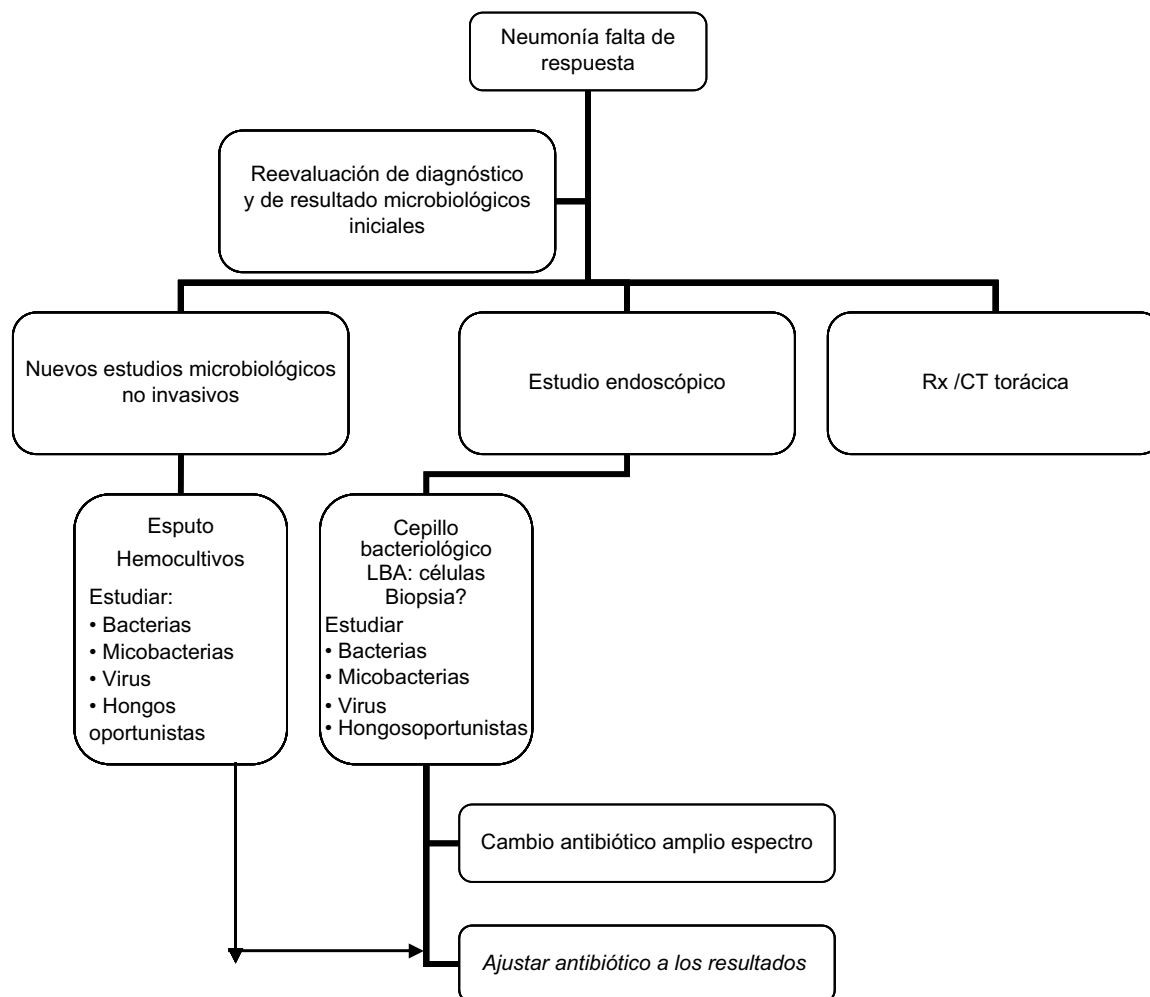 Neumonía falta de
respuesta
Reevaluación de diagnóstico
y de resultado microbiológicos
iniciales
Nuevos estudios microbiológicos
no invasivos
Estudio endoscópico
Rx /CT torácica
Esputo
Hemocultivos
Estudiar:
• Bacterias
• Micobacterias
• Virus
• Hongos
oportunistas
Cepillo
bacteriológico
LBA: células
Biopsia?
Estudiar
• Bacterias
• Micobacterias
• Virus
• Hongosoportunistas
Cambio antibiótico amplio espectro
Ajustar antibiótico a los resultados